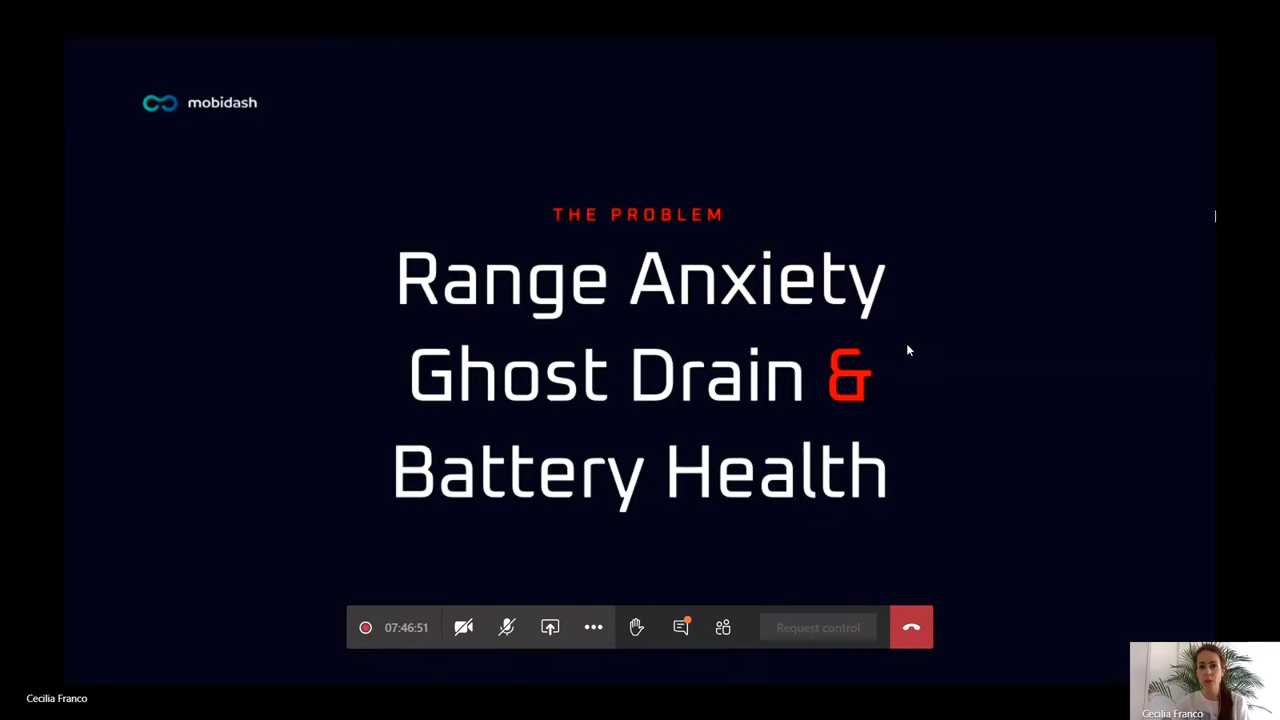 mobidash
THE PROBLEM
Range Anxiety
Ghost Drain &
Battery Health
07:46:51
Request control
Cecilia Franco
Cecilia Franco